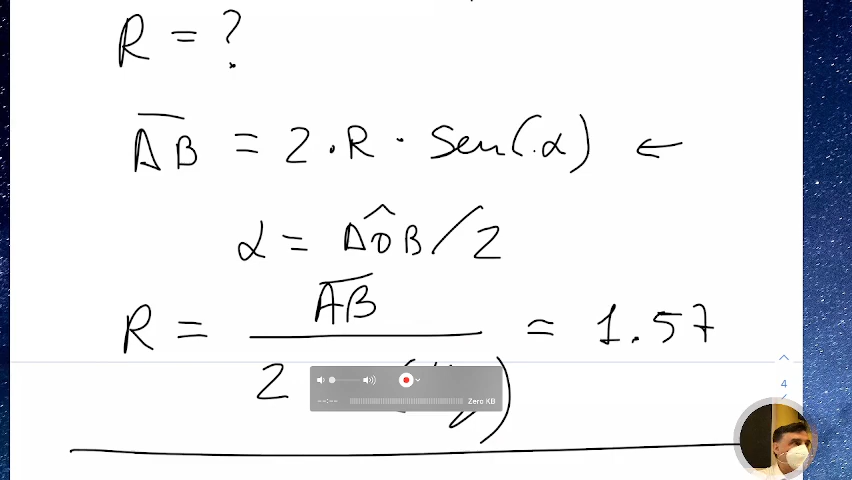 R = ?
AB = 2 . R . Sen(.α) ←
α = AÔB/2
R = AB / 2 = 1.57
4
--:--
Zero KB